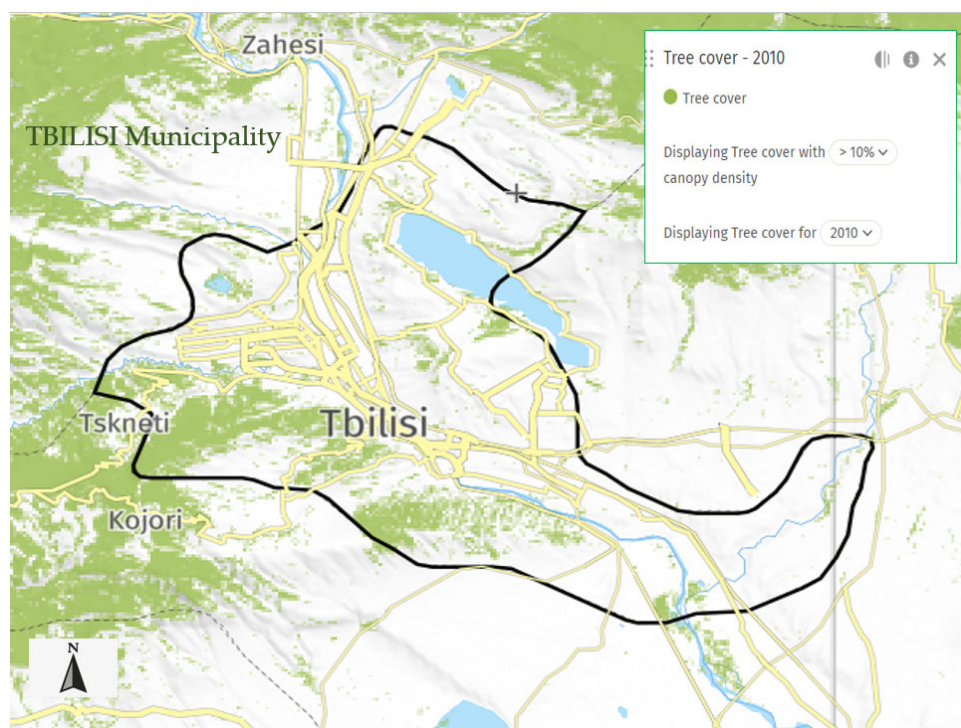 Zahesi
TBILISI Municipality
Tree cover - 2010
Tree cover
Displaying Tree cover with > 10%
canopy density
Displaying Tree cover for 2010
Tskneti
Tbilisi
Kojori
N